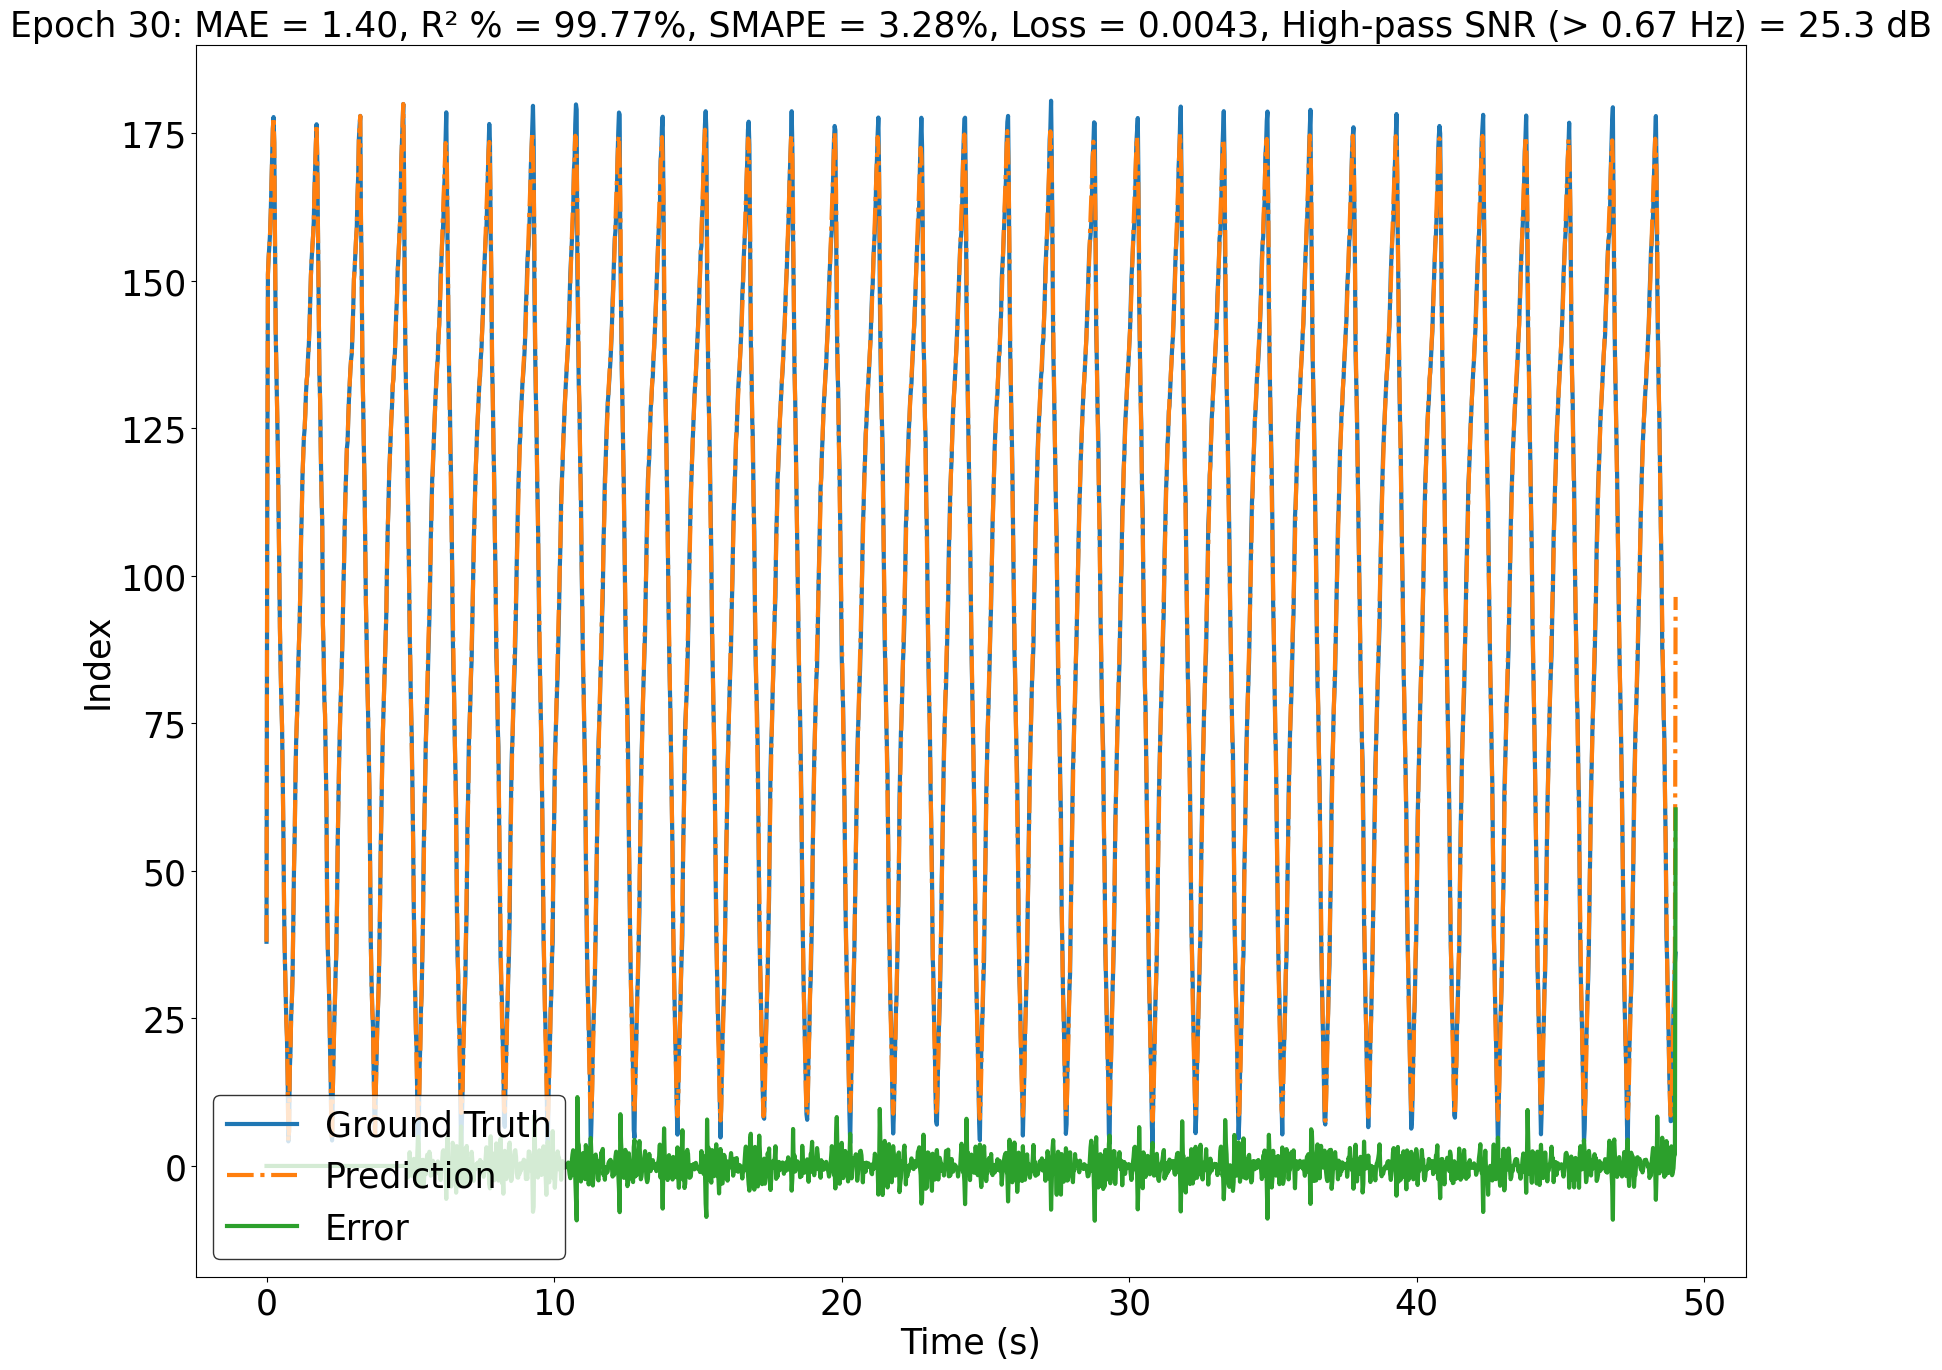 Epoch 30: MAE = 1.40, R² % = 99.77%, SMAPE = 3.28%, Loss = 0.0043, High-pass SNR (> 0.67 Hz) = 25.3 dB
175
150
125
100
75
50
25
0
Index
Ground Truth
Prediction
Error
0 10 20 30 40 50
Time (s)